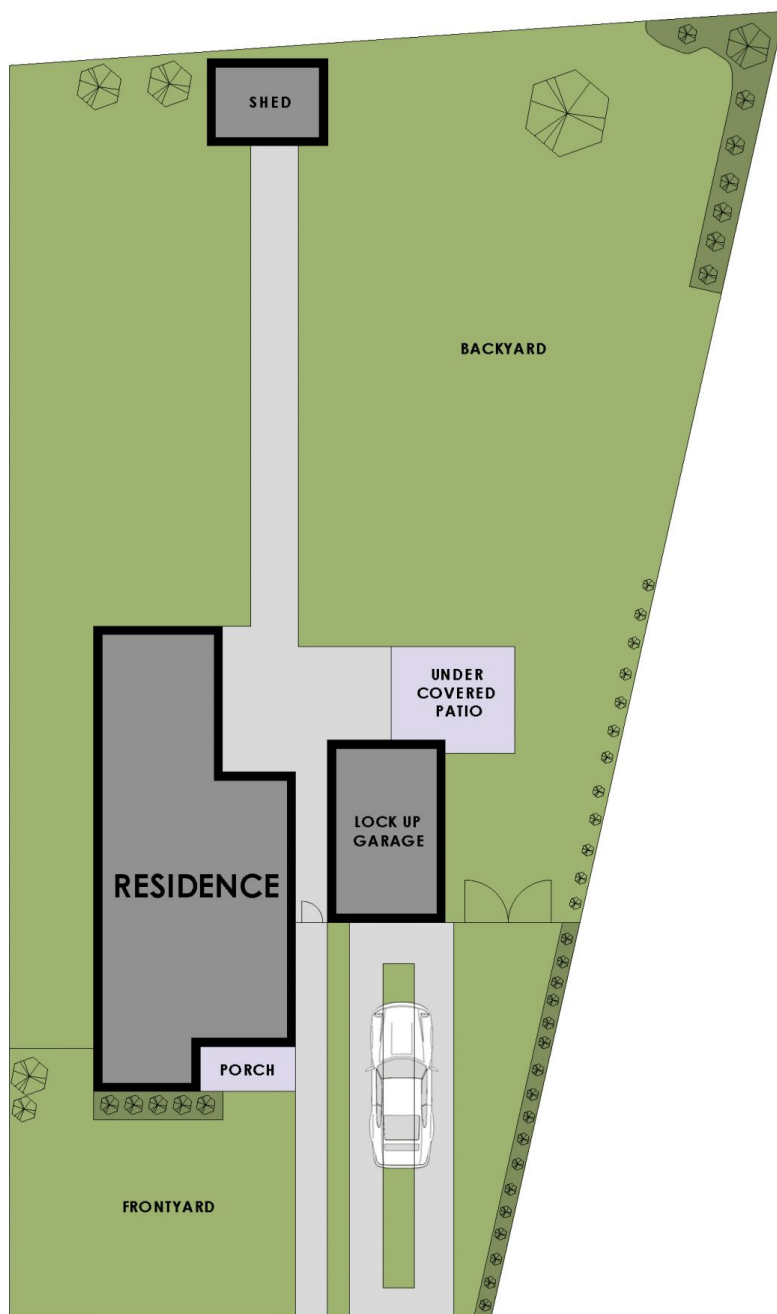 SHED
BACKYARD
UNDER
COVERED
PATIO
LOCK UP
GARAGE
RESIDENCE
PORCH
FRONTYARD